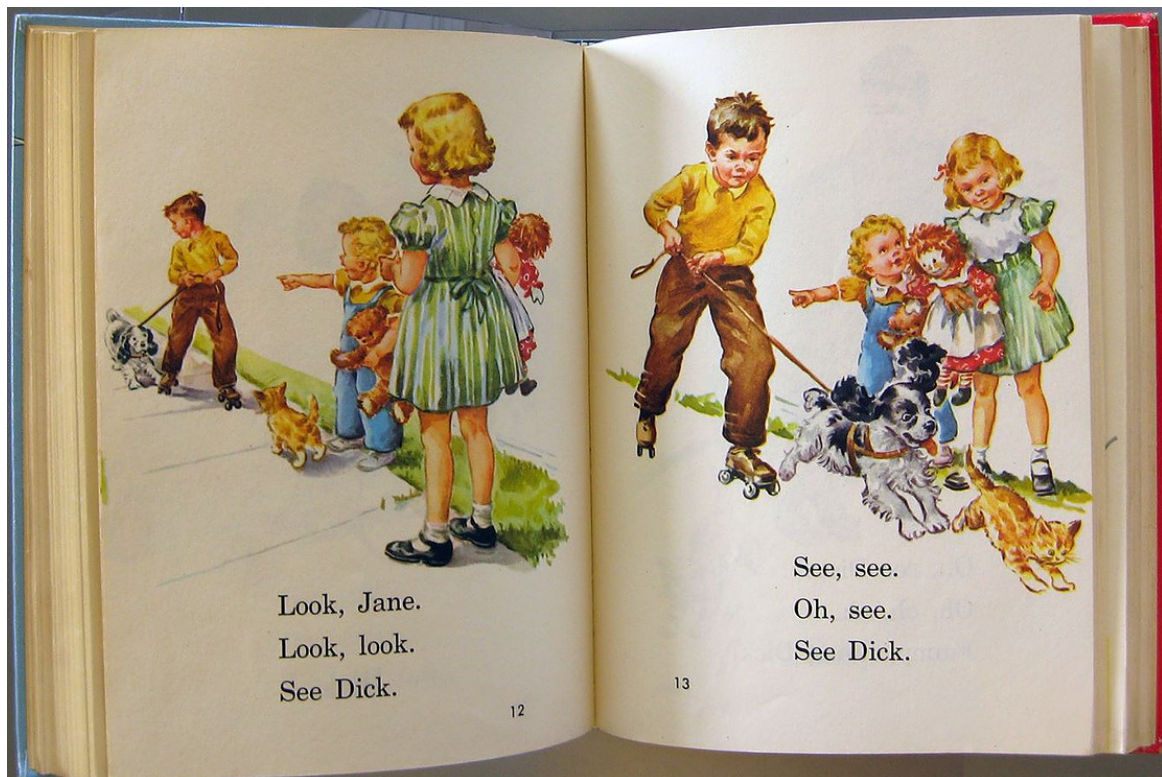 Look, Jane.
Look, look.
See Dick.
12
See, see.
Oh, see.
See Dick.
13